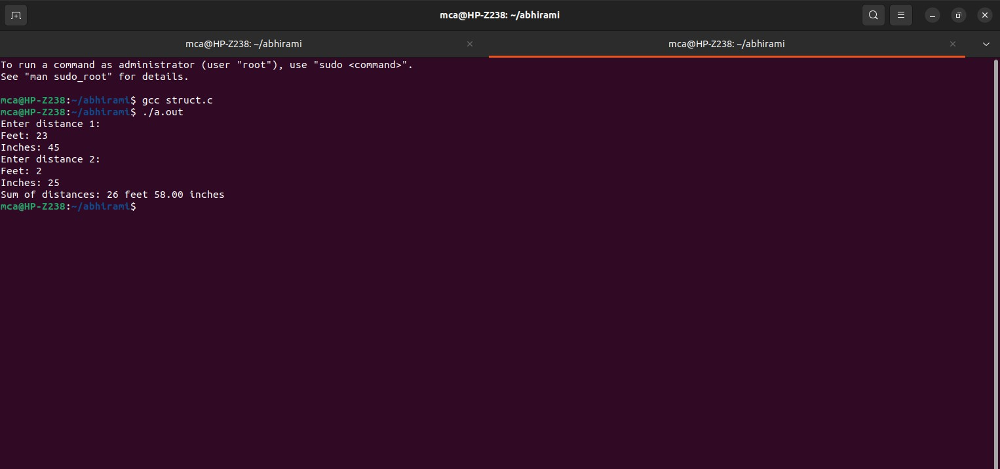 mca@HP-Z238: ~/abhirami
mca@HP-Z238: ~/abhirami
mca@HP-Z238: ~/abhirami
To run a command as administrator (user "root"), use "sudo <command>".
See "man sudo_root" for details.
mca@HP-Z238:~/abhirami$ gcc struct.c
mca@HP-Z238:~/abhirami$ ./a.out
Enter distance 1:
Feet: 23
Inches: 45
Enter distance 2:
Feet: 2
Inches: 25
Sum of distances: 26 feet 58.00 inches
mca@HP-Z238:~/abhirami$